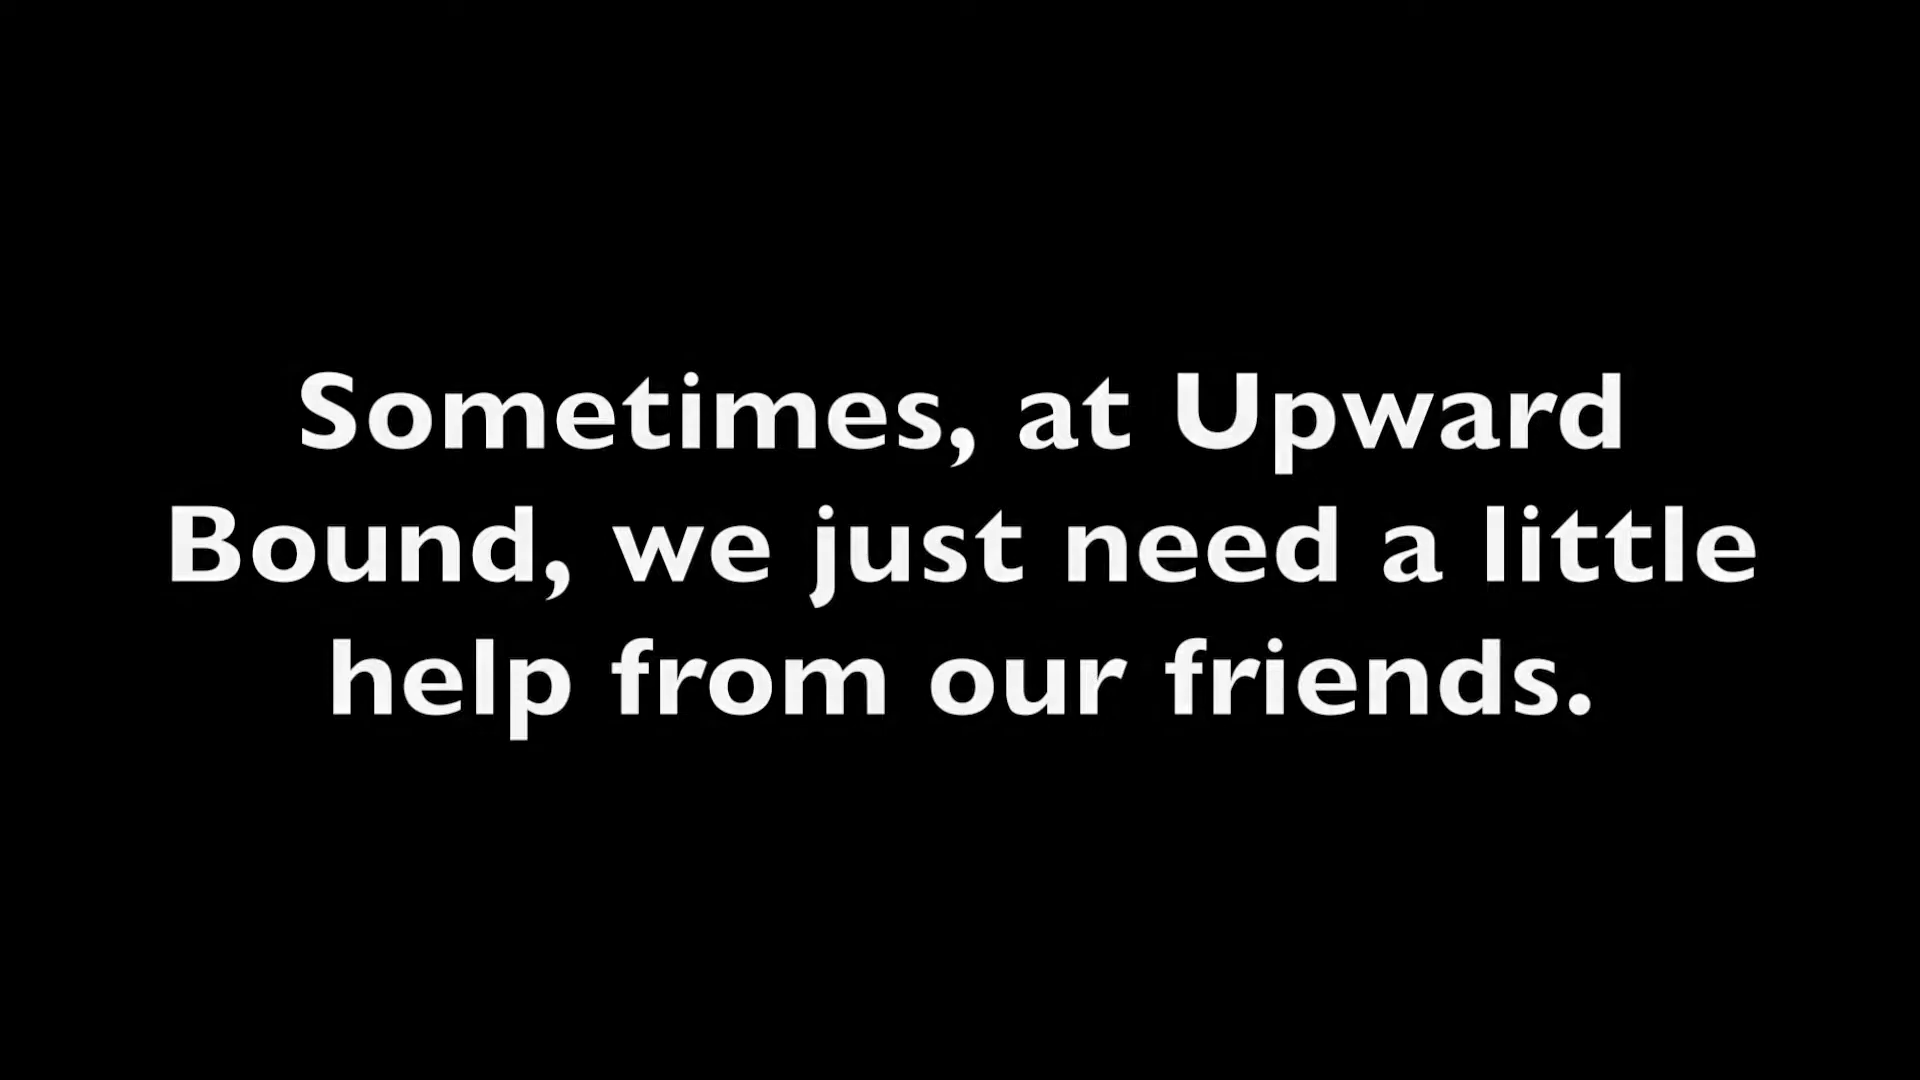 Sometimes, at Upward
Bound, we just need a little
help from our friends.